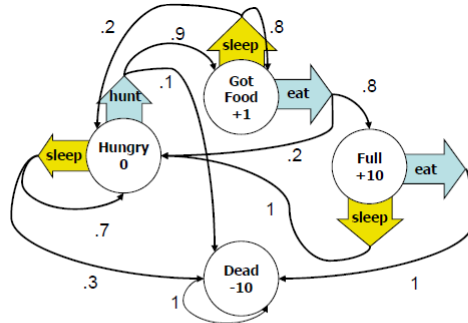 .2
.8
sleep
.9
Got
Food
+1
eat
.8
.1
hunt
sleep
Hungry
0
.2
Full
+10
eat
.7
1
sleep
.3
Dead
-10
1
1